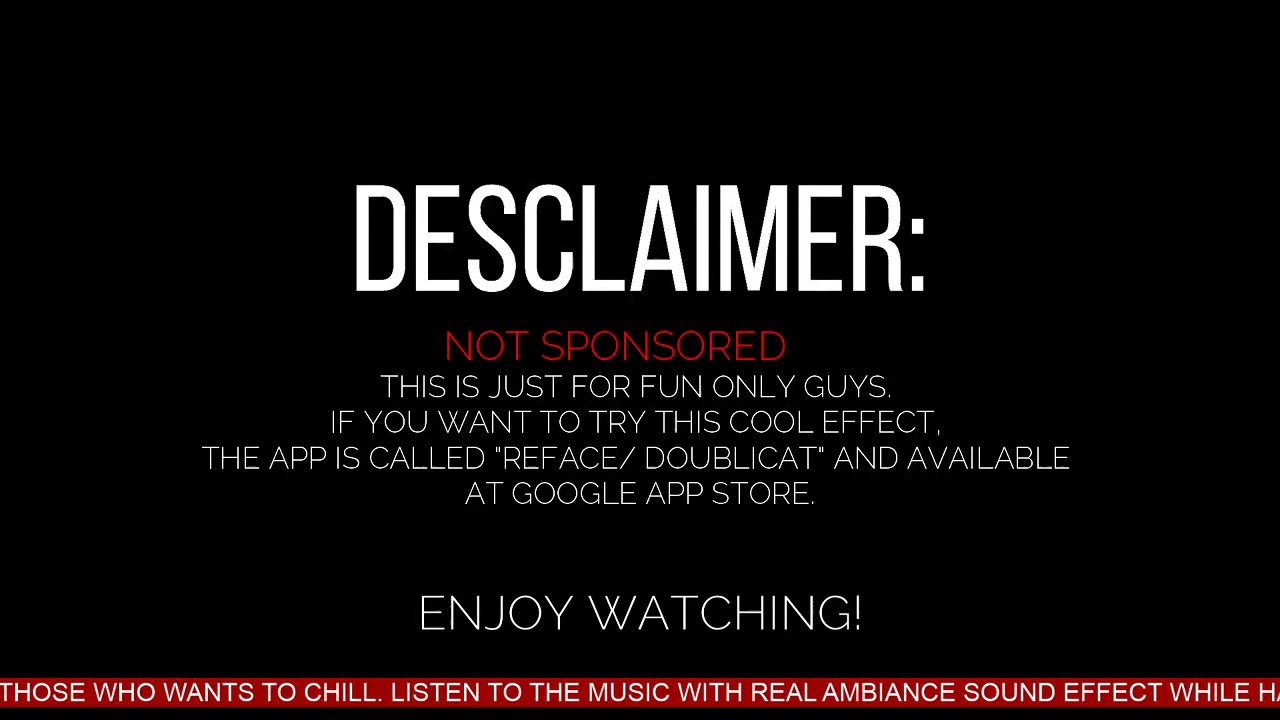 DESCLAIMER:
NOT SPONSORED
THIS IS JUST FOR FUN ONLY GUYS.
IF YOU WANT TO TRY THIS COOL EFFECT,
THE APP IS CALLED "REFACE/ DOUBLICAT" AND AVAILABLE
AT GOOGLE APP STORE.
ENJOY WATCHING!
THOSE WHO WANTS TO CHILL. LISTEN TO THE MUSIC WITH REAL AMBIANCE SOUND EFFECT WHILE